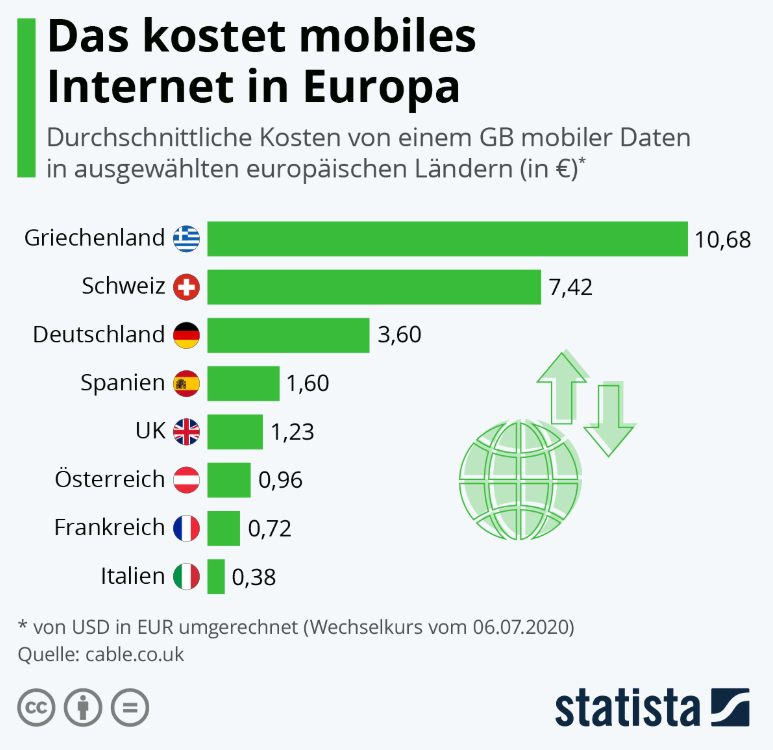 Das kostet mobiles
Internet in Europa
Durchschnittliche Kosten von einem GB mobiler Daten
in ausgewählten europäischen Ländern (in €)*
Griechenland 10,68
Schweiz 7,42
Deutschland 3,60
Spanien 1,60
UK 1,23
Österreich 0,96
Frankreich 0,72
Italien 0,38
* von USD in EUR umgerechnet (Wechselkurs vom 06.07.2020)
Quelle: cable.co.uk
cc =
statista